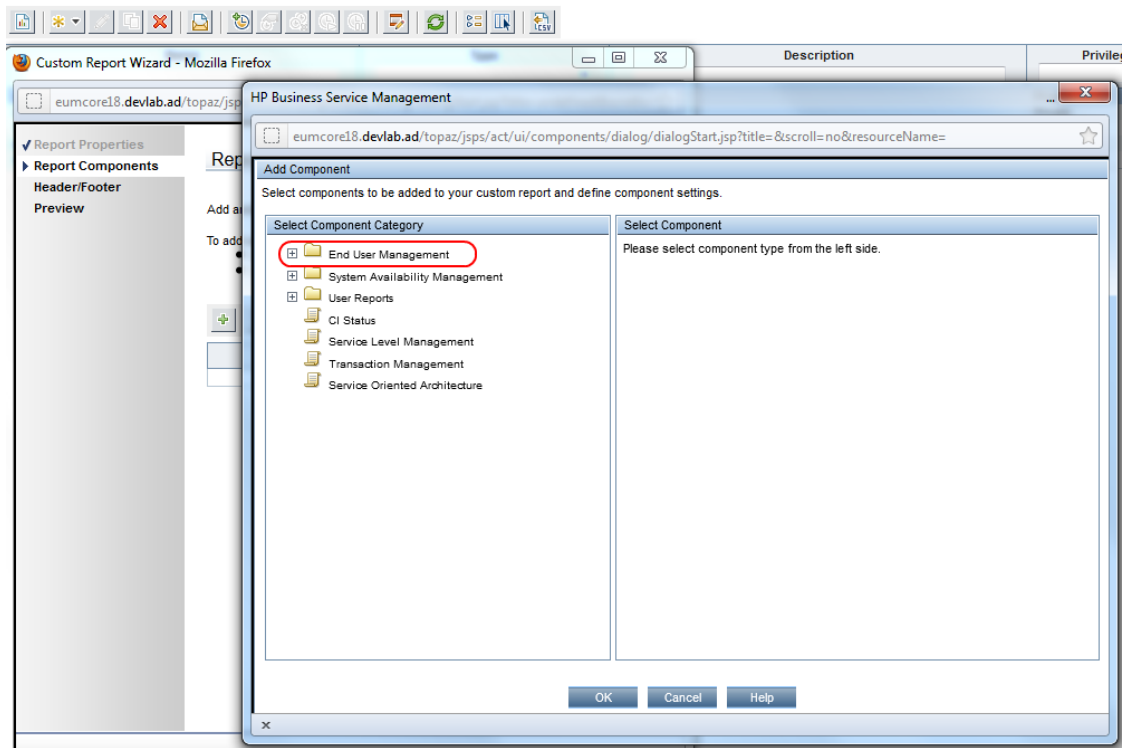 .CSV
Description
Privile
Custom Report Wizard - Mozilla Firefox
eumcore18.devlab.ad/topaz/jsp
HP Business Service Management
...
x
eumcore18.devlab.ad/topaz/jsps/act/ui/components/dialog/dialogStart.jsp?title=&scroll=no&resourceName=
Report Properties
Report Components
Header/Footer
Preview
Rep
Add a
To add
Add Component
Select components to be added to your custom report and define component settings.
Select Component Category
End User Management
System Availability Management
User Reports
CI Status
Service Level Management
Transaction Management
Service Oriented Architecture
Select Component
Please select component type from the left side.
OK
Cancel
Help
x